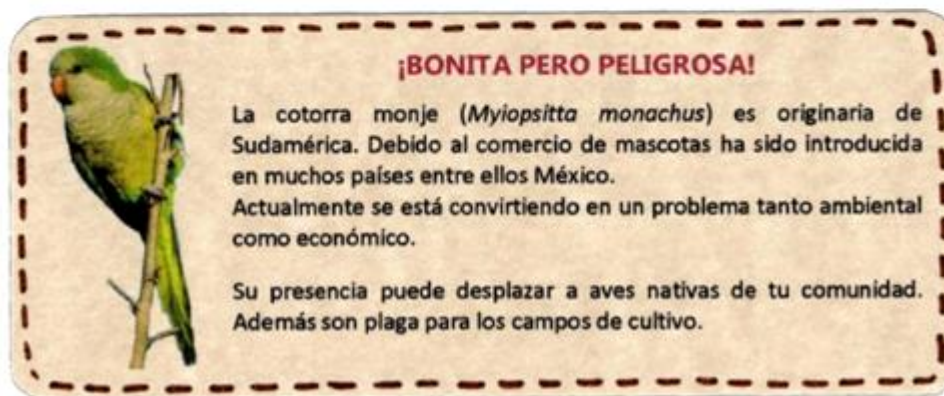 ¡BONITA PERO PELIGROSA!
La cotorra monje (Myiopsitta monachus) es originaria de
Sudamérica. Debido al comercio de mascotas ha sido introducida
en muchos países entre ellos México.
Actualmente se está convirtiendo en un problema tanto ambiental
como económico.
Su presencia puede desplazar a aves nativas de tu comunidad.
Además son plaga para los campos de cultivo.